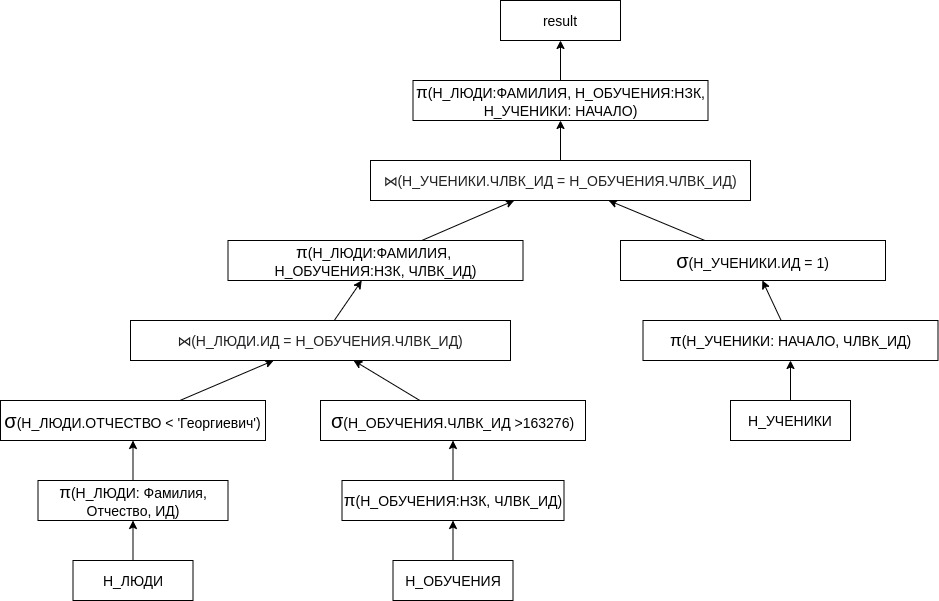 result
π(Н_ЛЮДИ:ФАМИЛИЯ, Н_ОБУЧЕНИЯ:НЗК,
Н_УЧЕНИКИ: НАЧАЛО)
⋈(Н_УЧЕНИКИ.ЧЛВК_ИД = Н_ОБУЧЕНИЯ.ЧЛВК_ИД)
π(Н_ЛЮДИ:ФАМИЛИЯ,
Н_ОБУЧЕНИЯ:НЗК, ЧЛВК_ИД)
σ(Н_УЧЕНИКИ.ИД = 1)
⋈(Н_ЛЮДИ.ИД = Н_ОБУЧЕНИЯ.ЧЛВК_ИД)
π(Н_УЧЕНИКИ: НАЧАЛО, ЧЛВК_ИД)
σ(Н_ЛЮДИ.ОТЧЕСТВО < 'Георгиевич')
σ(Н_ОБУЧЕНИЯ.ЧЛВК_ИД >163276)
Н_УЧЕНИКИ
π(Н_ЛЮДИ: Фамилия,
Отчество, ИД)
π(Н_ОБУЧЕНИЯ:НЗК, ЧЛВК_ИД)
Н_ЛЮДИ
Н_ОБУЧЕНИЯ